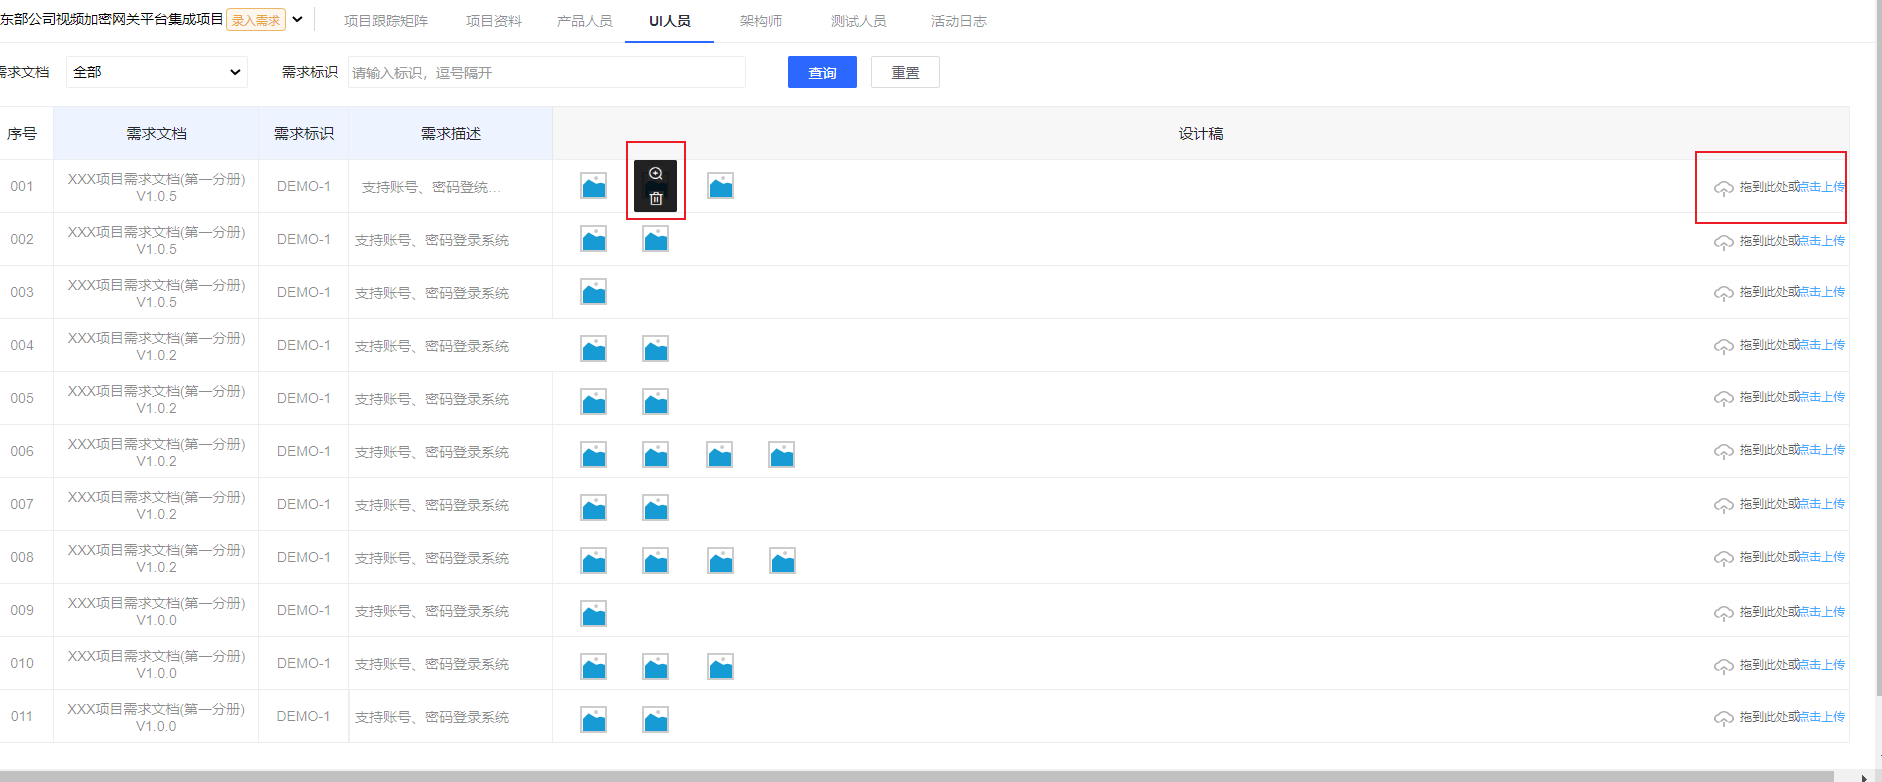 东部公司视频加密网关平台集成项目 录入需求 项目跟踪矩阵 项目资料 产品人员 UI人员 架构师 测试人员 活动日志
需求文档 全部 需求标识 请输入标识，逗号隔开 查询 重置
序号 需求文档 需求标识 需求描述 设计稿
001 XXX项目需求文档(第一分册) V1.0.5 DEMO-1 支持账号、密码登统... 拖到此处或点击上传
002 XXX项目需求文档(第一分册) V1.0.5 DEMO-1 支持账号、密码登录系统 拖到此处或点击上传
003 XXX项目需求文档(第一分册) V1.0.5 DEMO-1 支持账号、密码登录系统 拖到此处或点击上传
004 XXX项目需求文档(第一分册) V1.0.2 DEMO-1 支持账号、密码登录系统 拖到此处或点击上传
005 XXX项目需求文档(第一分册) V1.0.2 DEMO-1 支持账号、密码登录系统 拖到此处或点击上传
006 XXX项目需求文档(第一分册) V1.0.2 DEMO-1 支持账号、密码登录系统 拖到此处或点击上传
007 XXX项目需求文档(第一分册) V1.0.2 DEMO-1 支持账号、密码登录系统 拖到此处或点击上传
008 XXX项目需求文档(第一分册) V1.0.2 DEMO-1 支持账号、密码登录系统 拖到此处或点击上传
009 XXX项目需求文档(第一分册) V1.0.0 DEMO-1 支持账号、密码登录系统 拖到此处或点击上传
010 XXX项目需求文档(第一分册) V1.0.0 DEMO-1 支持账号、密码登录系统 拖到此处或点击上传
011 XXX项目需求文档(第一分册) V1.0.0 DEMO-1 支持账号、密码登录系统 拖到此处或点击上传